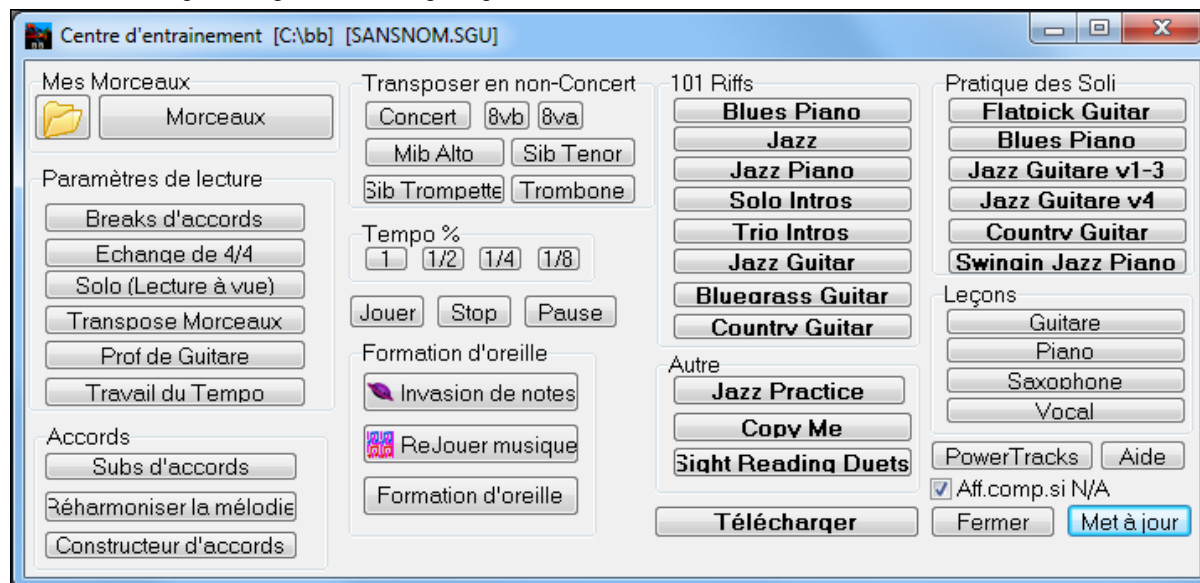 Centre d'entrainement [C:\bb] [SANSNOM.SGU]
Mes Morceaux
Morceaux
Paramètres de lecture
Breaks d'accords
Echange de 4/4
Solo (Lecture à vue)
Transpose Morceaux
Prof de Guitare
Travail du Tempo
Accords
Subs d'accords
Réharmoniser la mélodie
Constructeur d'accords
Transposer en non-Concert
Concert 8vb 8va
Mib Alto Sib Tenor
Sib Trompette Trombone
Tempo %
1 1/2 1/4 1/8
Jouer Stop Pause
Formation d'oreille
Invasion de notes
ReJouer musique
Formation d'oreille
101 Riffs
Blues Piano
Jazz
Jazz Piano
Solo Intros
Trio Intros
Jazz Guitar
Bluegrass Guitar
Country Guitar
Autre
Jazz Practice
Copy Me
Sight Reading Duets
Télécharger
Pratique des Soli
Flatpick Guitar
Blues Piano
Jazz Guitare v1-3
Jazz Guitare v4
Country Guitar
Swingin Jazz Piano
Leçons
Guitare
Piano
Saxophone
Vocal
PowerTracks Aide
Aff.comp.si N/A
Fermer Met à jour